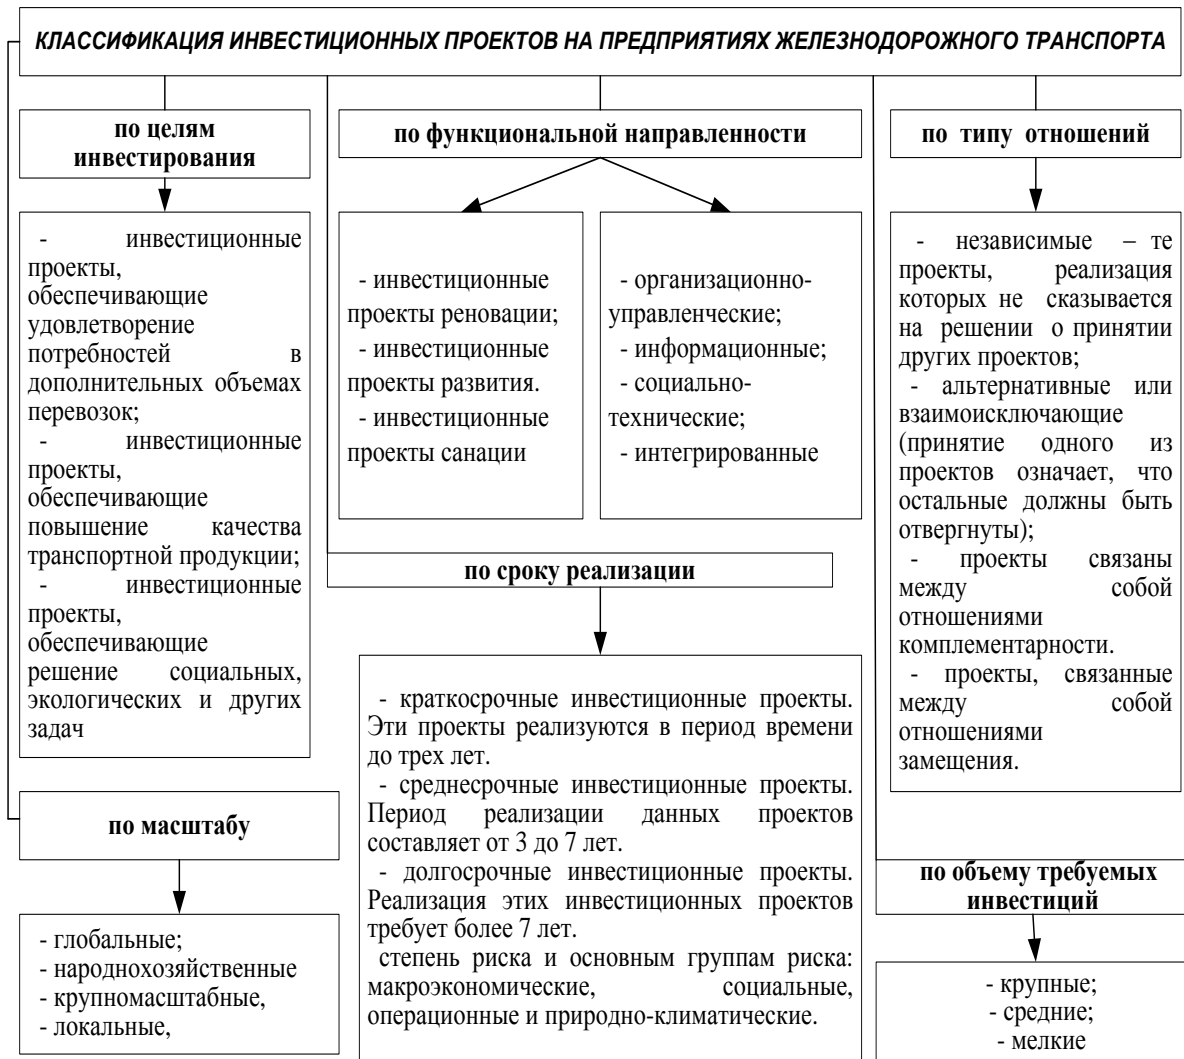 КЛАССИФИКАЦИЯ ИНВЕСТИЦИОННЫХ ПРОЕКТОВ НА ПРЕДПРИЯТИЯХ ЖЕЛЕЗНОДОРОЖНОГО ТРАНСПОРТА
по целям
инвестирования
- инвестиционные
проекты,
обеспечивающие
удовлетворение
потребностей в
дополнительных объемах
перевозок;
- инвестиционные
проекты,
обеспечивающие
повышение качества
транспортной продукции;
- инвестиционные
проекты,
обеспечивающие
решение социальных,
экологических и других
задач
по функциональной направленности
- инвестиционные
проекты реновации;
- инвестиционные
проекты развития.
- инвестиционные
проекты санации
- организационно-
управленческие;
- информационные;
- социально-
технические;
- интегрированные
по типу отношений
- независимые – те
проекты, реализация
которых не сказывается
на решении о принятии
других проектов;
- альтернативные или
взаимоисключающие
(принятие одного из
проектов означает, что
остальные должны быть
отвергнуты);
- проекты связаны
между собой
отношениями
комплементарности.
- проекты, связанные
между собой
отношениями
замещения.
по сроку реализации
- краткосрочные инвестиционные проекты.
Эти проекты реализуются в период времени
до трех лет.
- среднесрочные инвестиционные проекты.
Период реализации данных проектов
составляет от 3 до 7 лет.
- долгосрочные инвестиционные проекты.
Реализация этих инвестиционных проектов
требует более 7 лет.
степень риска и основным группам риска:
макроэкономические, социальные,
операционные и природно-климатические.
по масштабу
- глобальные;
- народнохозяйственные
- крупномасштабные,
- локальные,
по объему требуемых
инвестиций
- крупные;
- средние;
- мелкие